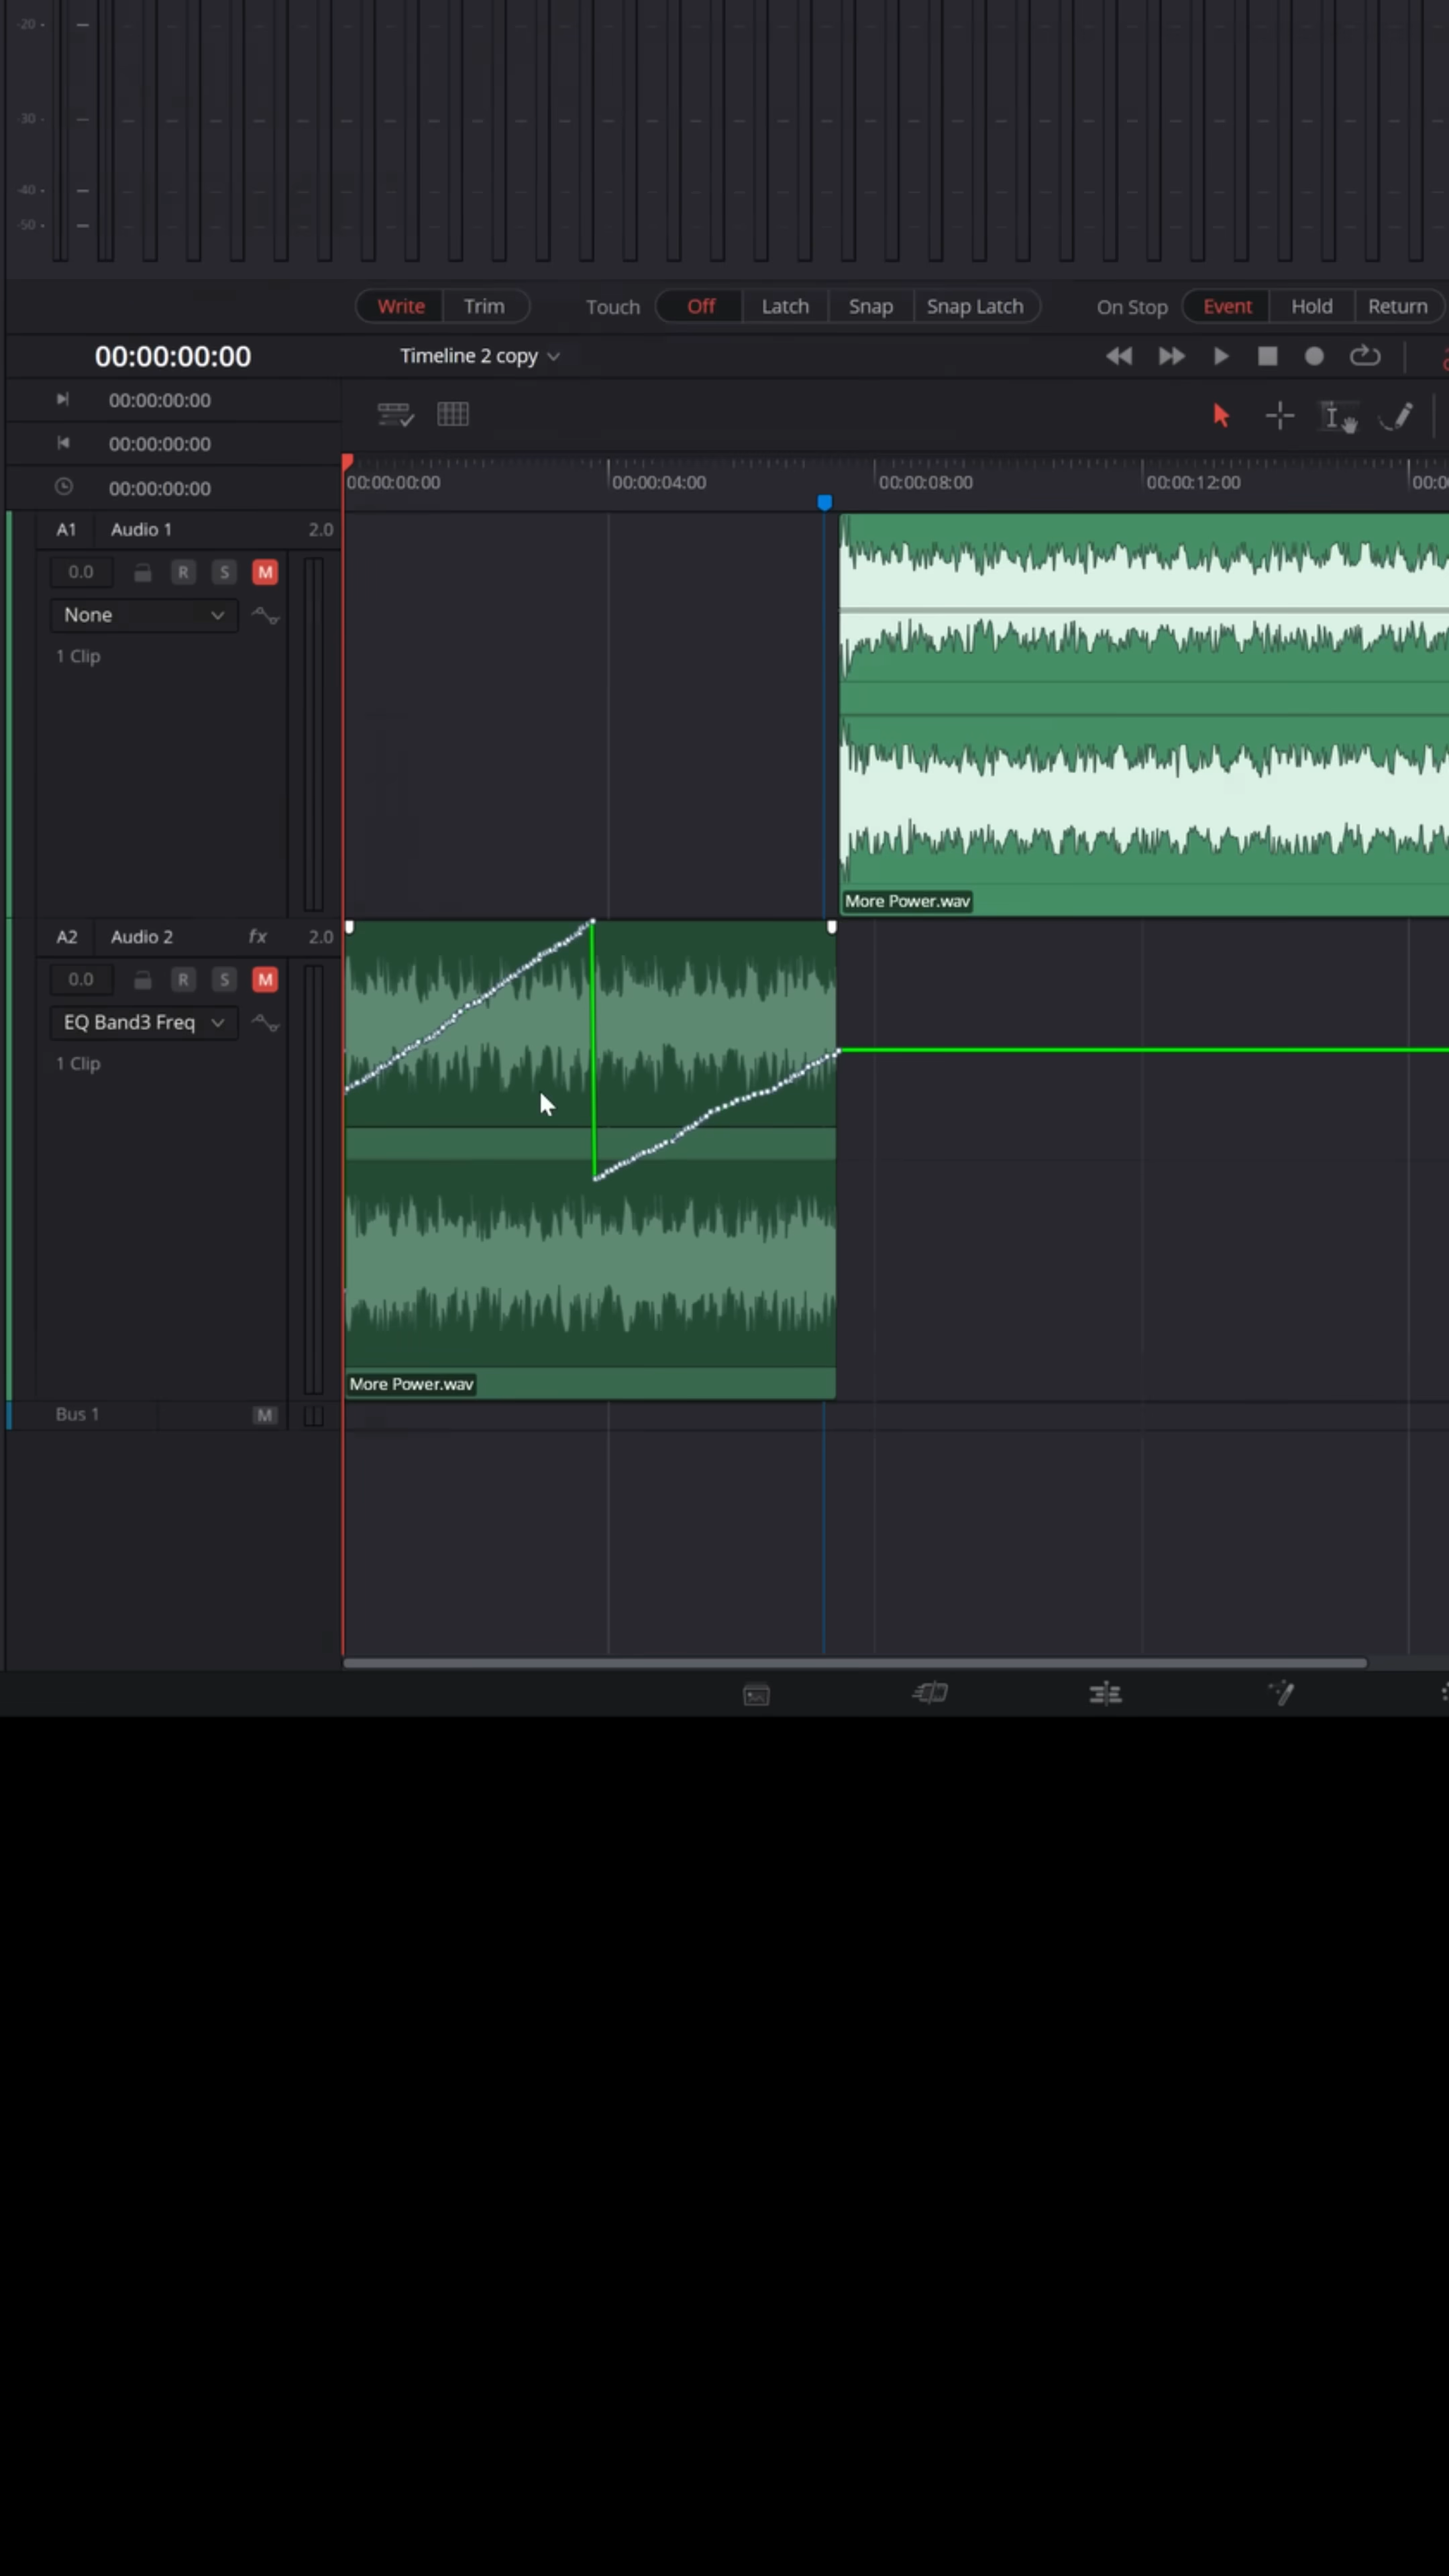 -20
-30
-40
-50
Write Trim Touch Off Latch Snap Snap Latch On Stop Event Hold Return
00:00:00:00 Timeline 2 copy
00:00:00:00
00:00:00:00
00:00:00:00 00:00:00:00 00:00:04:00 00:00:08:00 00:00:12:00
A1 Audio 1 2.0
0.0 R S M
None
1 Clip
More Power.wav
A2 Audio 2 fx 2.0
0.0 R S M
EQ Band3 Freq
1 Clip
More Power.wav
Bus 1 M